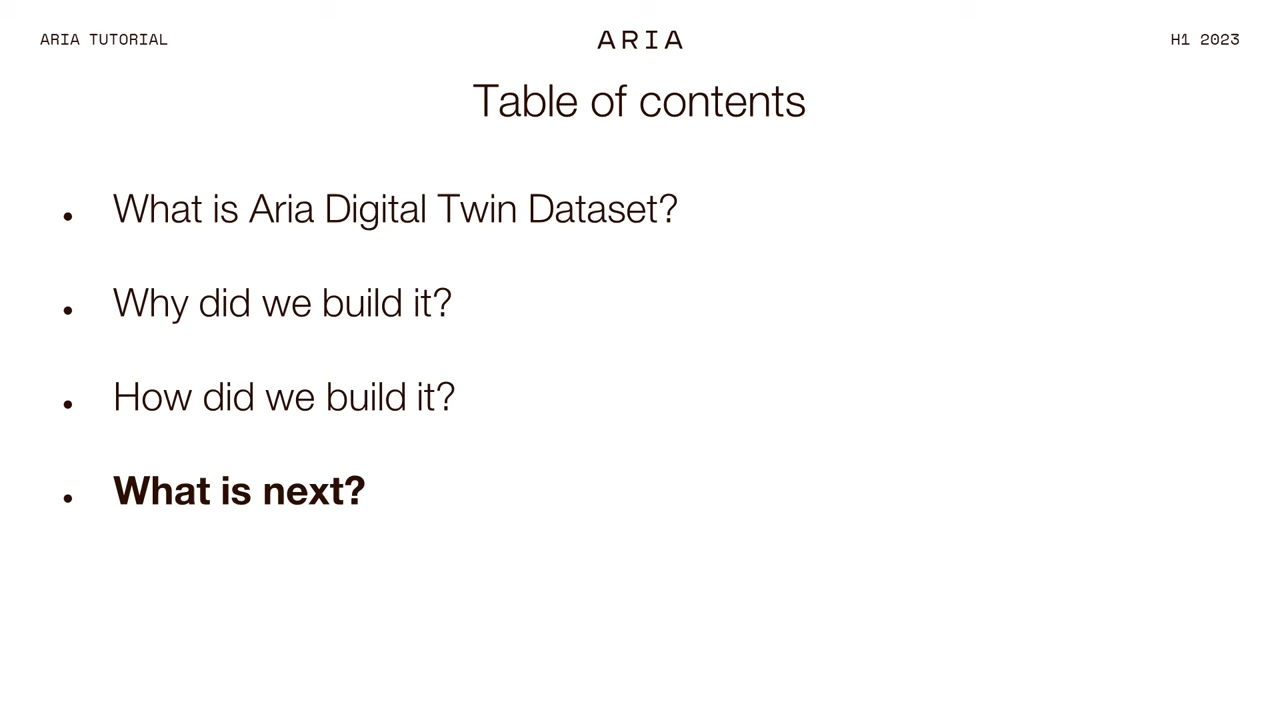 ARIA TUTORIAL
ARIA
H1 2023
Table of contents
• What is Aria Digital Twin Dataset?
• Why did we build it?
• How did we build it?
• What is next?